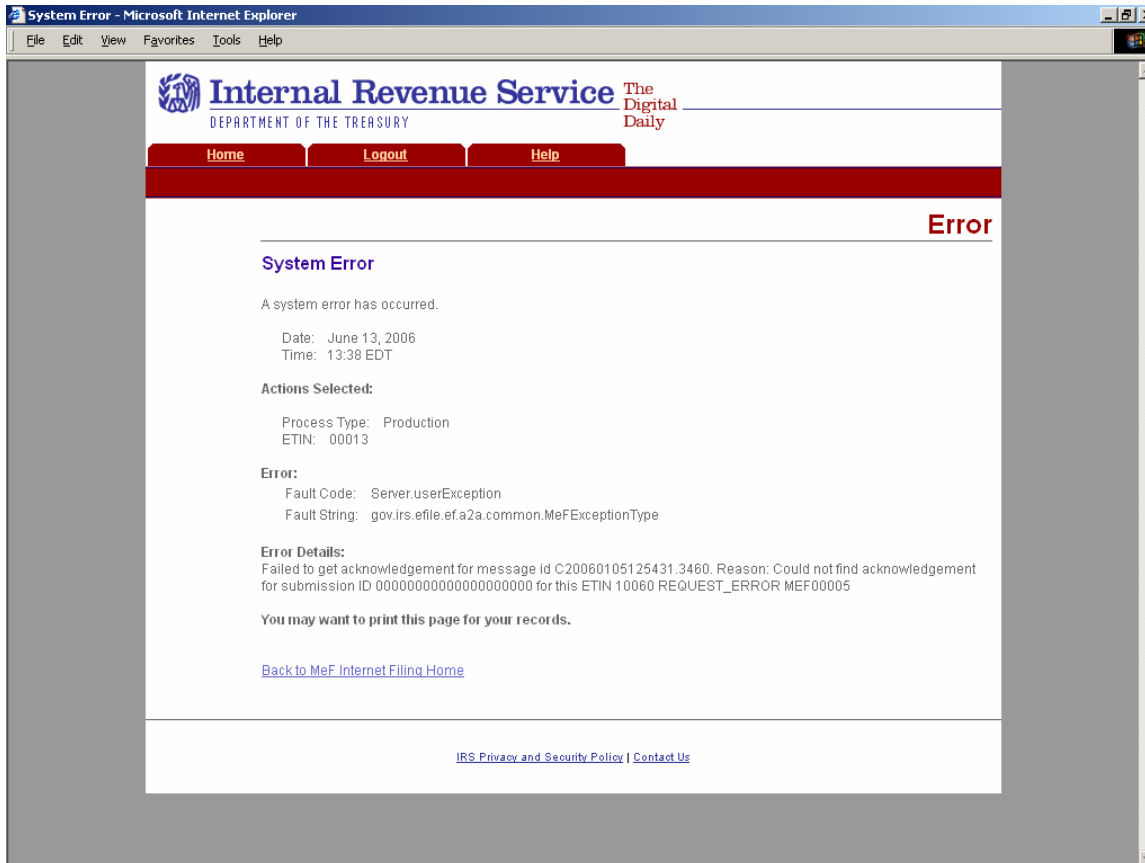 System Error - Microsoft Internet Explorer
File Edit View Favorites Tools Help
Internal Revenue Service
The
Digital
Daily
DEPARTMENT OF THE TREASURY
Home Logout Help
Error
System Error
A system error has occurred.
Date: June 13, 2006
Time: 13:38 EDT
Actions Selected:
Process Type: Production
ETIN: 00013
Error:
Fault Code: Server.userException
Fault String: gov.irs.efile.ef.a2a.common.MeFExceptionType
Error Details:
Failed to get acknowledgement for message id C20060105125431.3460. Reason: Could not find acknowledgement
for submission ID 00000000000000000000 for this ETIN 10060 REQUEST_ERROR MEF00005
You may want to print this page for your records.
Back to MeF Internet Filing Home
IRS Privacy and Security Policy | Contact Us